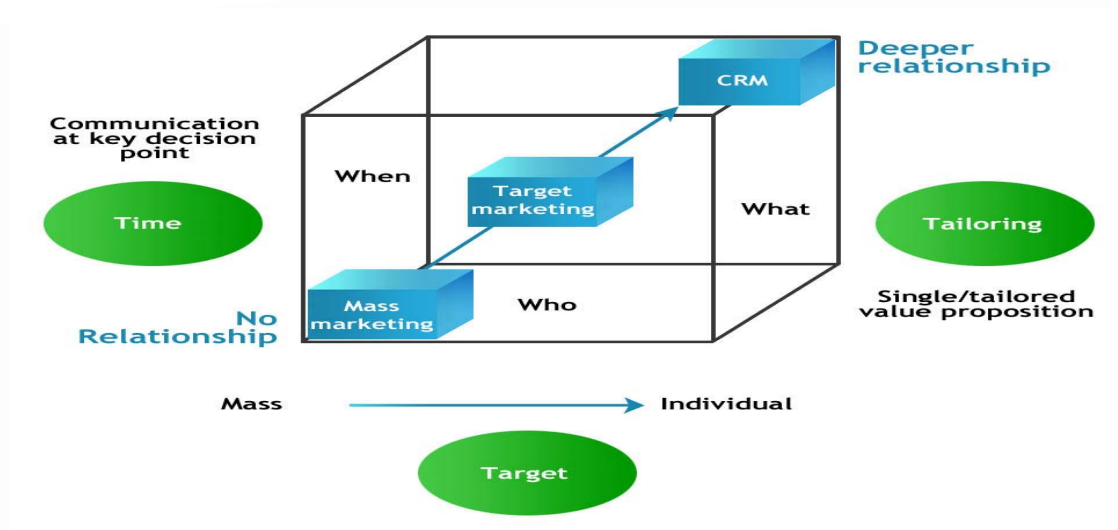 Deeper
relationship
CRM
Communication
at key decision
point
When
Target
marketing
What
Time
Tailoring
Mass
marketing
Who
No
Relationship
Single/tailored
value proposition
Mass
Individual
Target